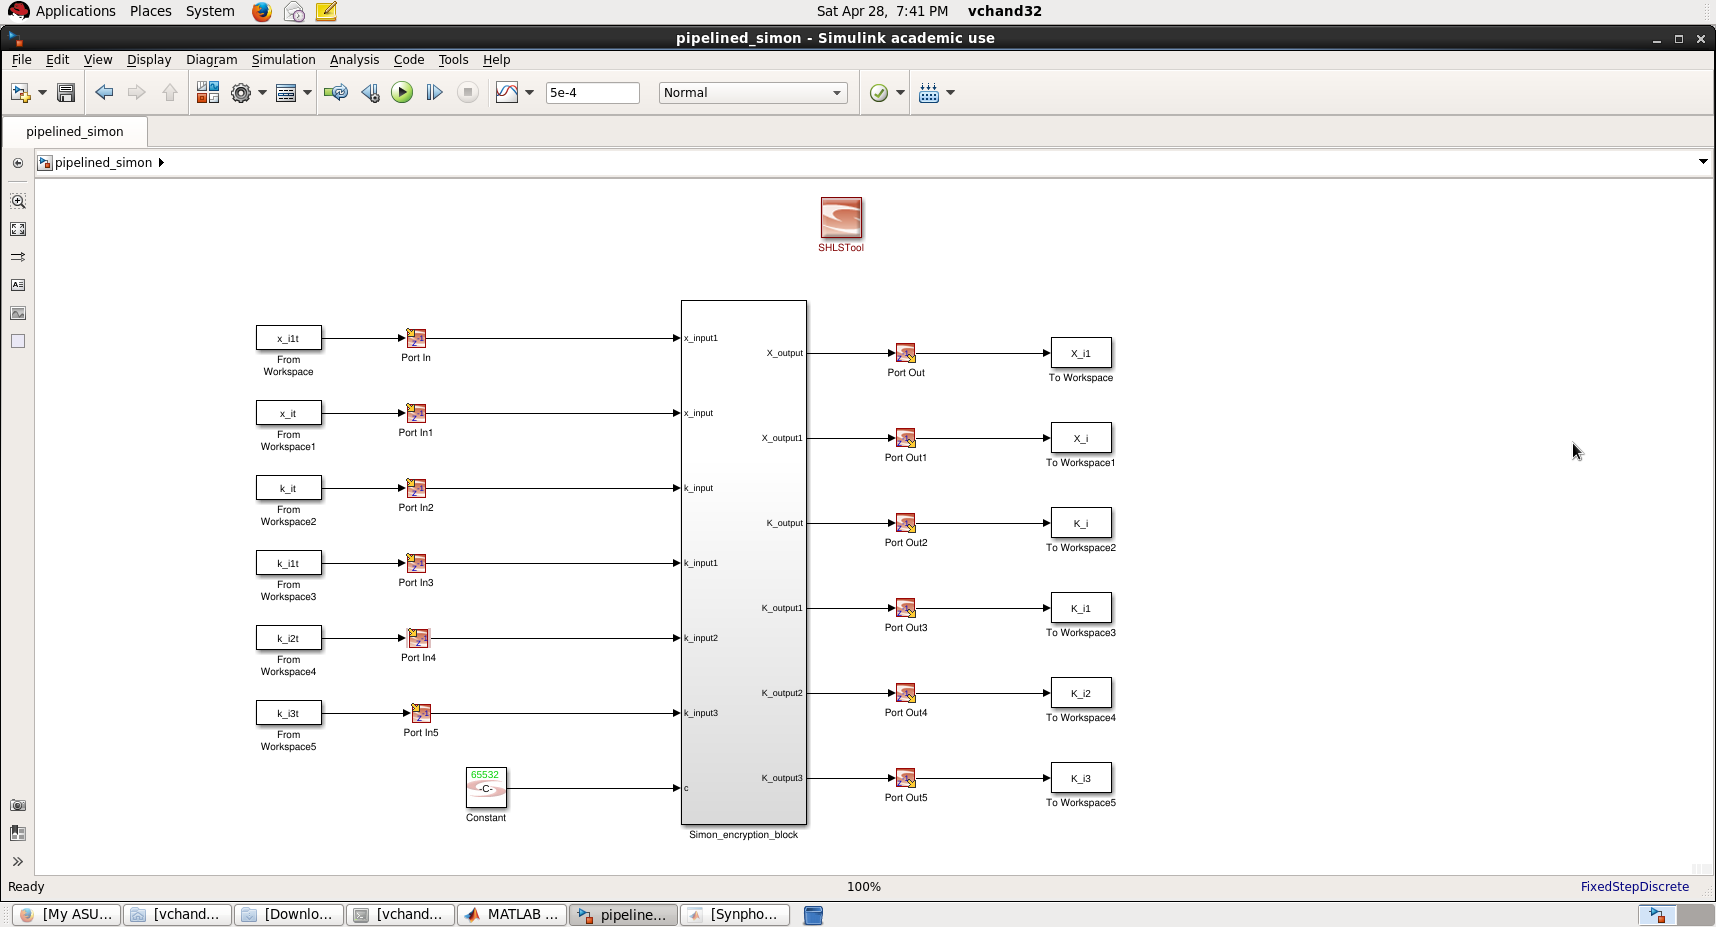 Applications Places System Sat Apr 28, 7:41 PM vchand32
pipelined_simon - Simulink academic use
File Edit View Display Diagram Simulation Analysis Code Tools Help
5e-4 Normal
pipelined_simon
pipelined_simon
SHLSTool
x_i1t
From
Workspace
Port In
x_it
From
Workspace1
Port In1
k_it
From
Workspace2
Port In2
k_i1t
From
Workspace3
Port In3
k_i2t
From
Workspace4
Port In4
k_i3t
From
Workspace5
Port In5
65532
-C-
Constant
x_input1
x_input
k_input
k_input1
k_input2
k_input3
c
X_output
X_output1
K_output
K_output1
K_output2
K_output3
Simon_encryption_block
Port Out
Port Out1
Port Out2
Port Out3
Port Out4
Port Out5
X_i1
To Workspace
X_i
To Workspace1
K_i
To Workspace2
K_i1
To Workspace3
K_i2
To Workspace4
K_i3
To Workspace5
Ready 100% FixedStepDiscrete
[My ASU... [vchand... [Downlo... [vchand... MATLAB ... pipeline... [Sympho...